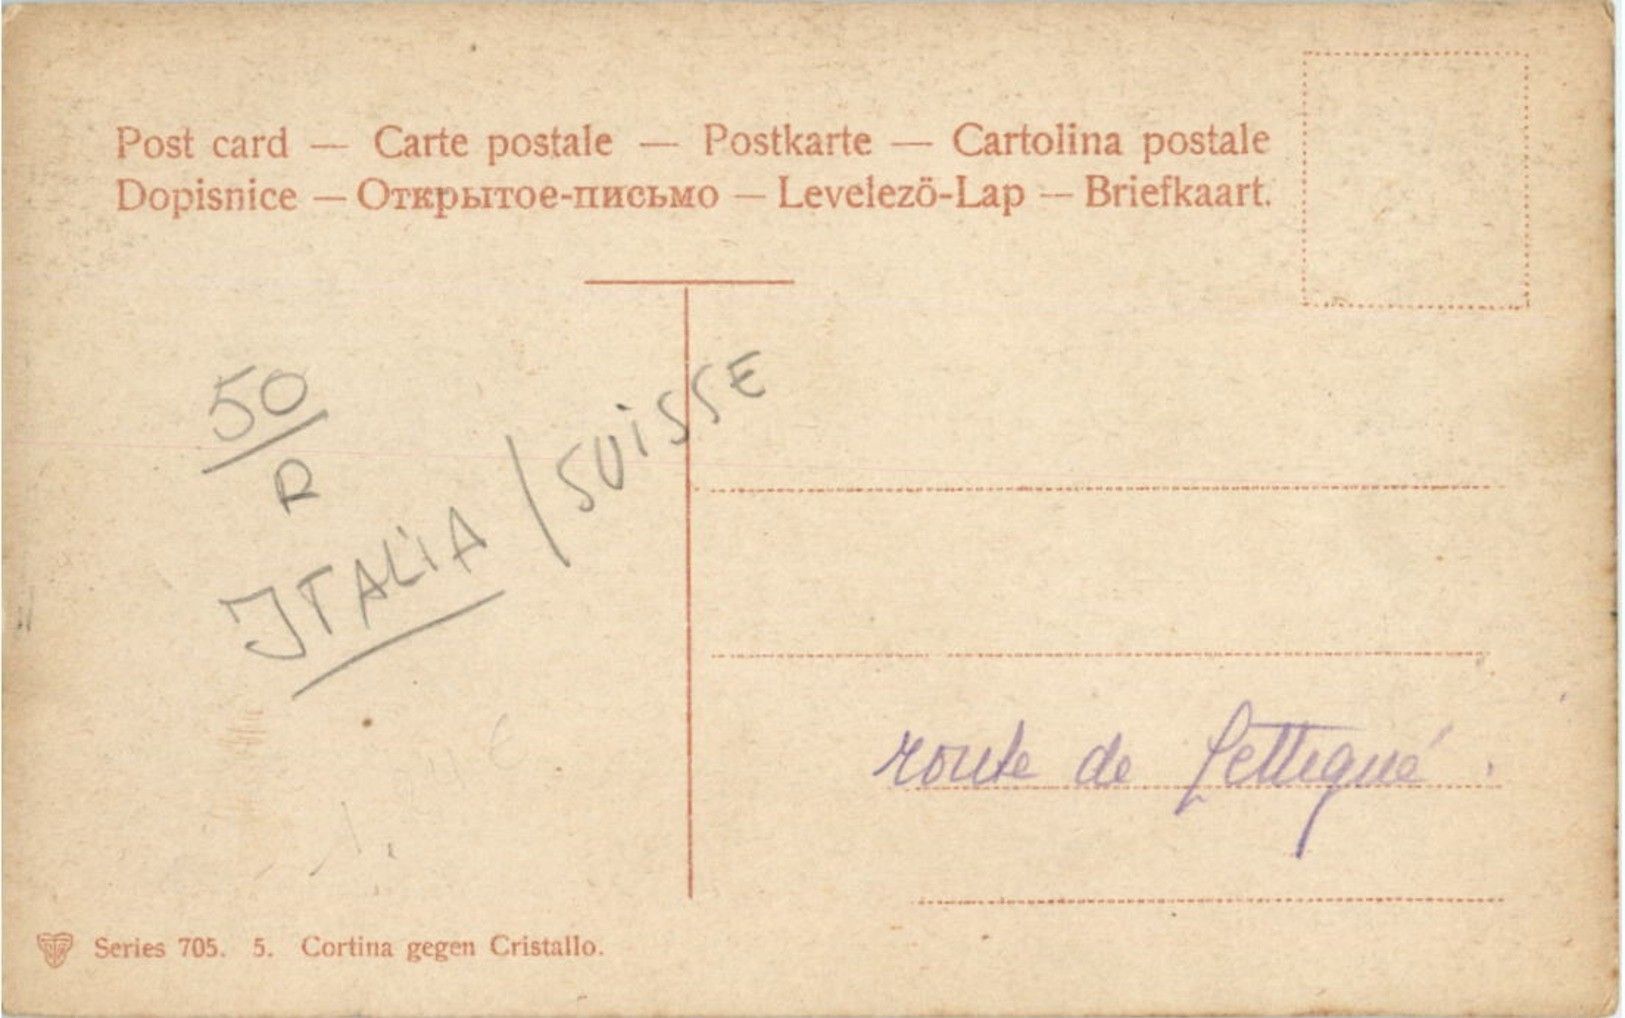 Post card — Carte postale — Postkarte — Cartolina postale
Dopisnice — Открытое-письмо — Levelezö-Lap — Briefkaart.
50
R
ITALIA / SUISSE
route de Lettequé.
Series 705. 5. Cortina gegen Cristallo.